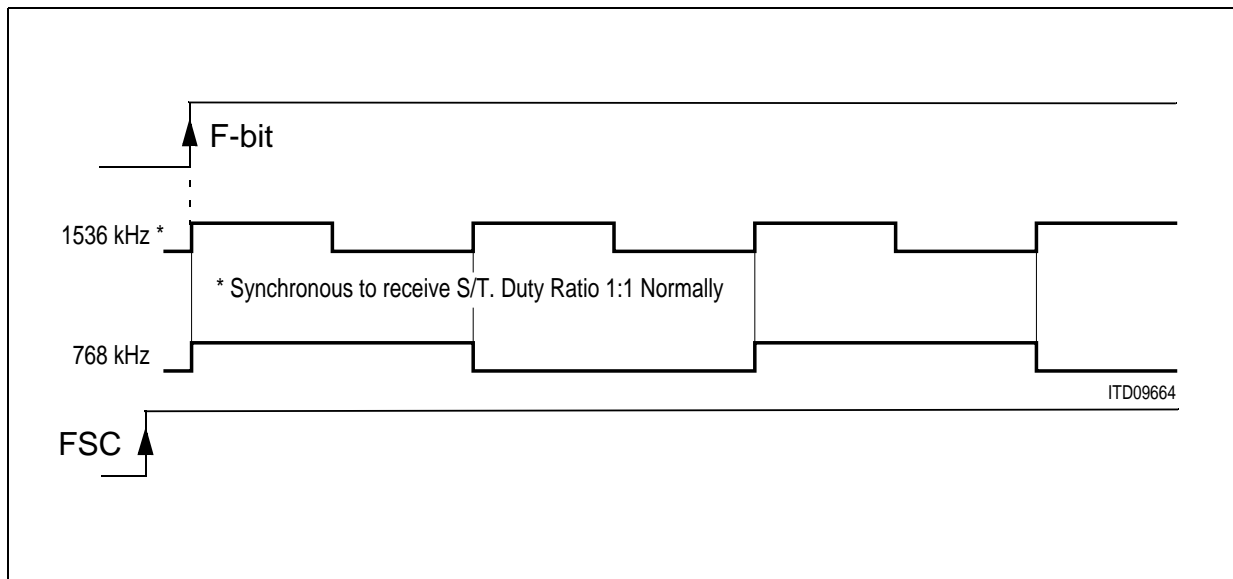 F-bit
1536 kHz *
* Synchronous to receive S/T. Duty Ratio 1:1 Normally
768 kHz
ITD09664
FSC